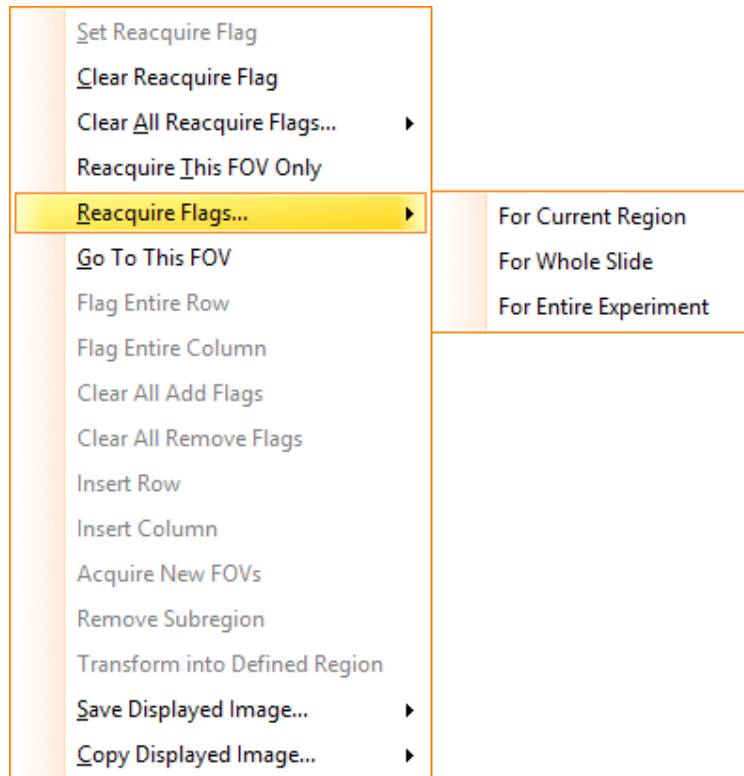 Set Reacquire Flag
Clear Reacquire Flag
Clear All Reacquire Flags...
Reacquire This FOV Only
Reacquire Flags...
For Current Region
For Whole Slide
For Entire Experiment
Go To This FOV
Flag Entire Row
Flag Entire Column
Clear All Add Flags
Clear All Remove Flags
Insert Row
Insert Column
Acquire New FOVs
Remove Subregion
Transform into Defined Region
Save Displayed Image...
Copy Displayed Image...